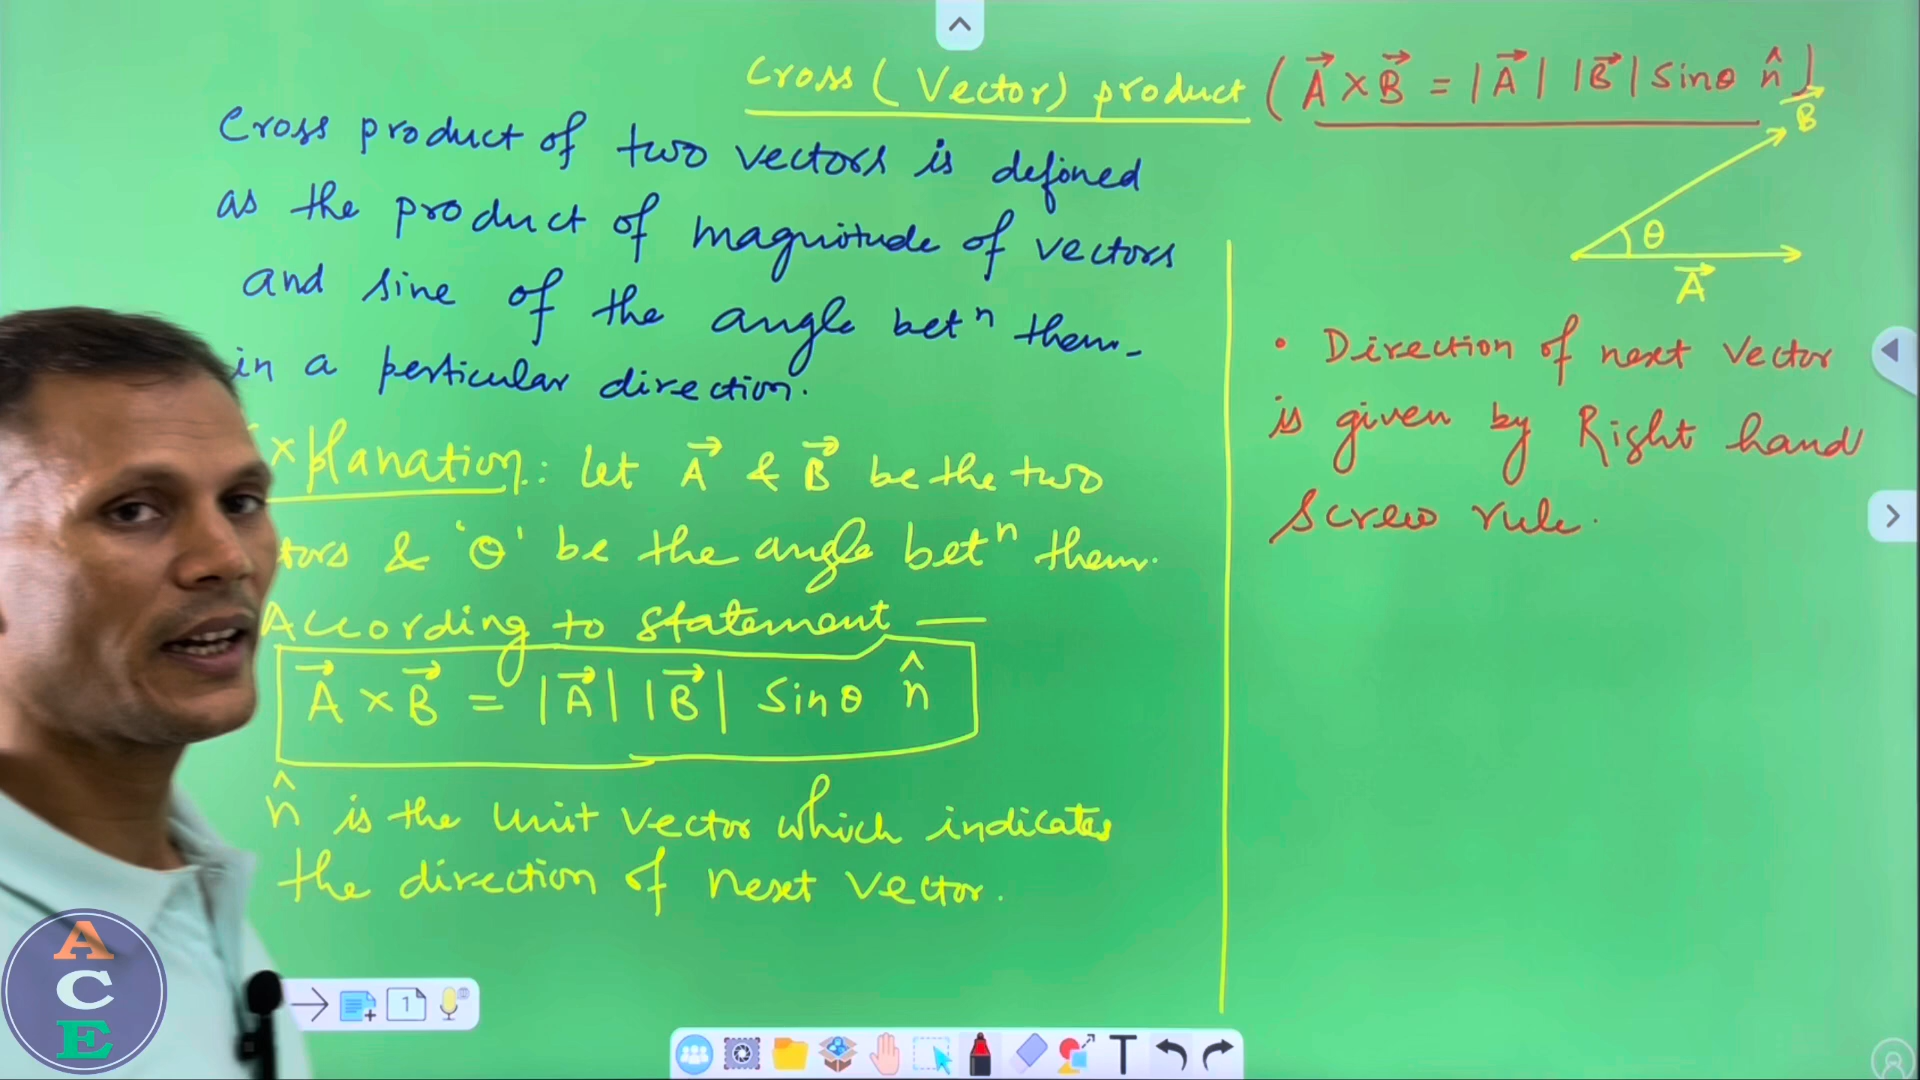 Cross (Vector) product ( A⃗ × B⃗ = |A⃗| |B⃗| Sinθ n̂ )
Cross product of two vectors is defined
as the product of magnitude of vectors
and sine of the angle betⁿ them
in a perticular direction.
xplanation: let A⃗ & B⃗ be the two
tors & 'θ' be the angle betⁿ them.
According to statement —
A⃗ × B⃗ = |A⃗| |B⃗| Sinθ n̂
n̂ is the unit vector which indicates
the direction of next vector.
B⃗
θ
A⃗
• Direction of next vector
is given by Right hand
screw rule.
A
C
E
1
T